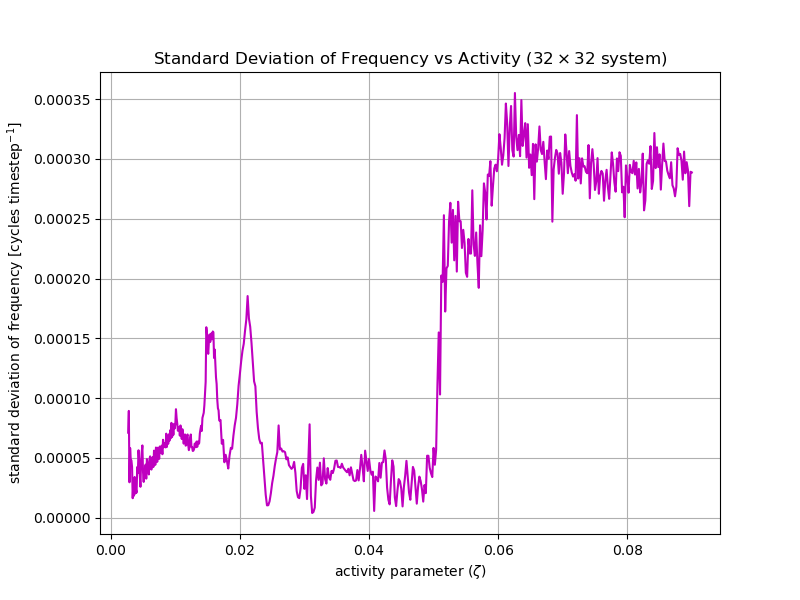 Standard Deviation of Frequency vs Activity (32 × 32 system)
standard deviation of frequency [cycles timestep⁻¹]
0.00035
0.00030
0.00025
0.00020
0.00015
0.00010
0.00005
0.00000
0.00 0.02 0.04 0.06 0.08
activity parameter (ζ)